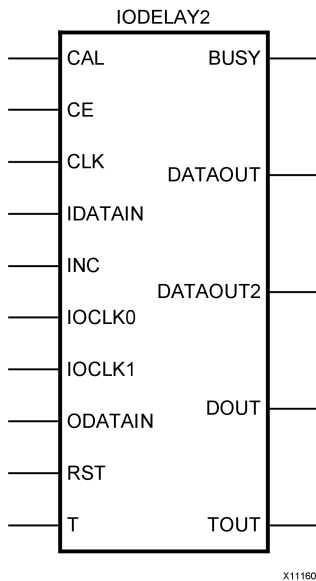 IODELAY2
CAL
BUSY
CE
CLK
DATAOUT
IDATAIN
INC
DATAOUT2
IOCLK0
IOCLK1
DOUT
ODATAIN
RST
T
TOUT
X11160